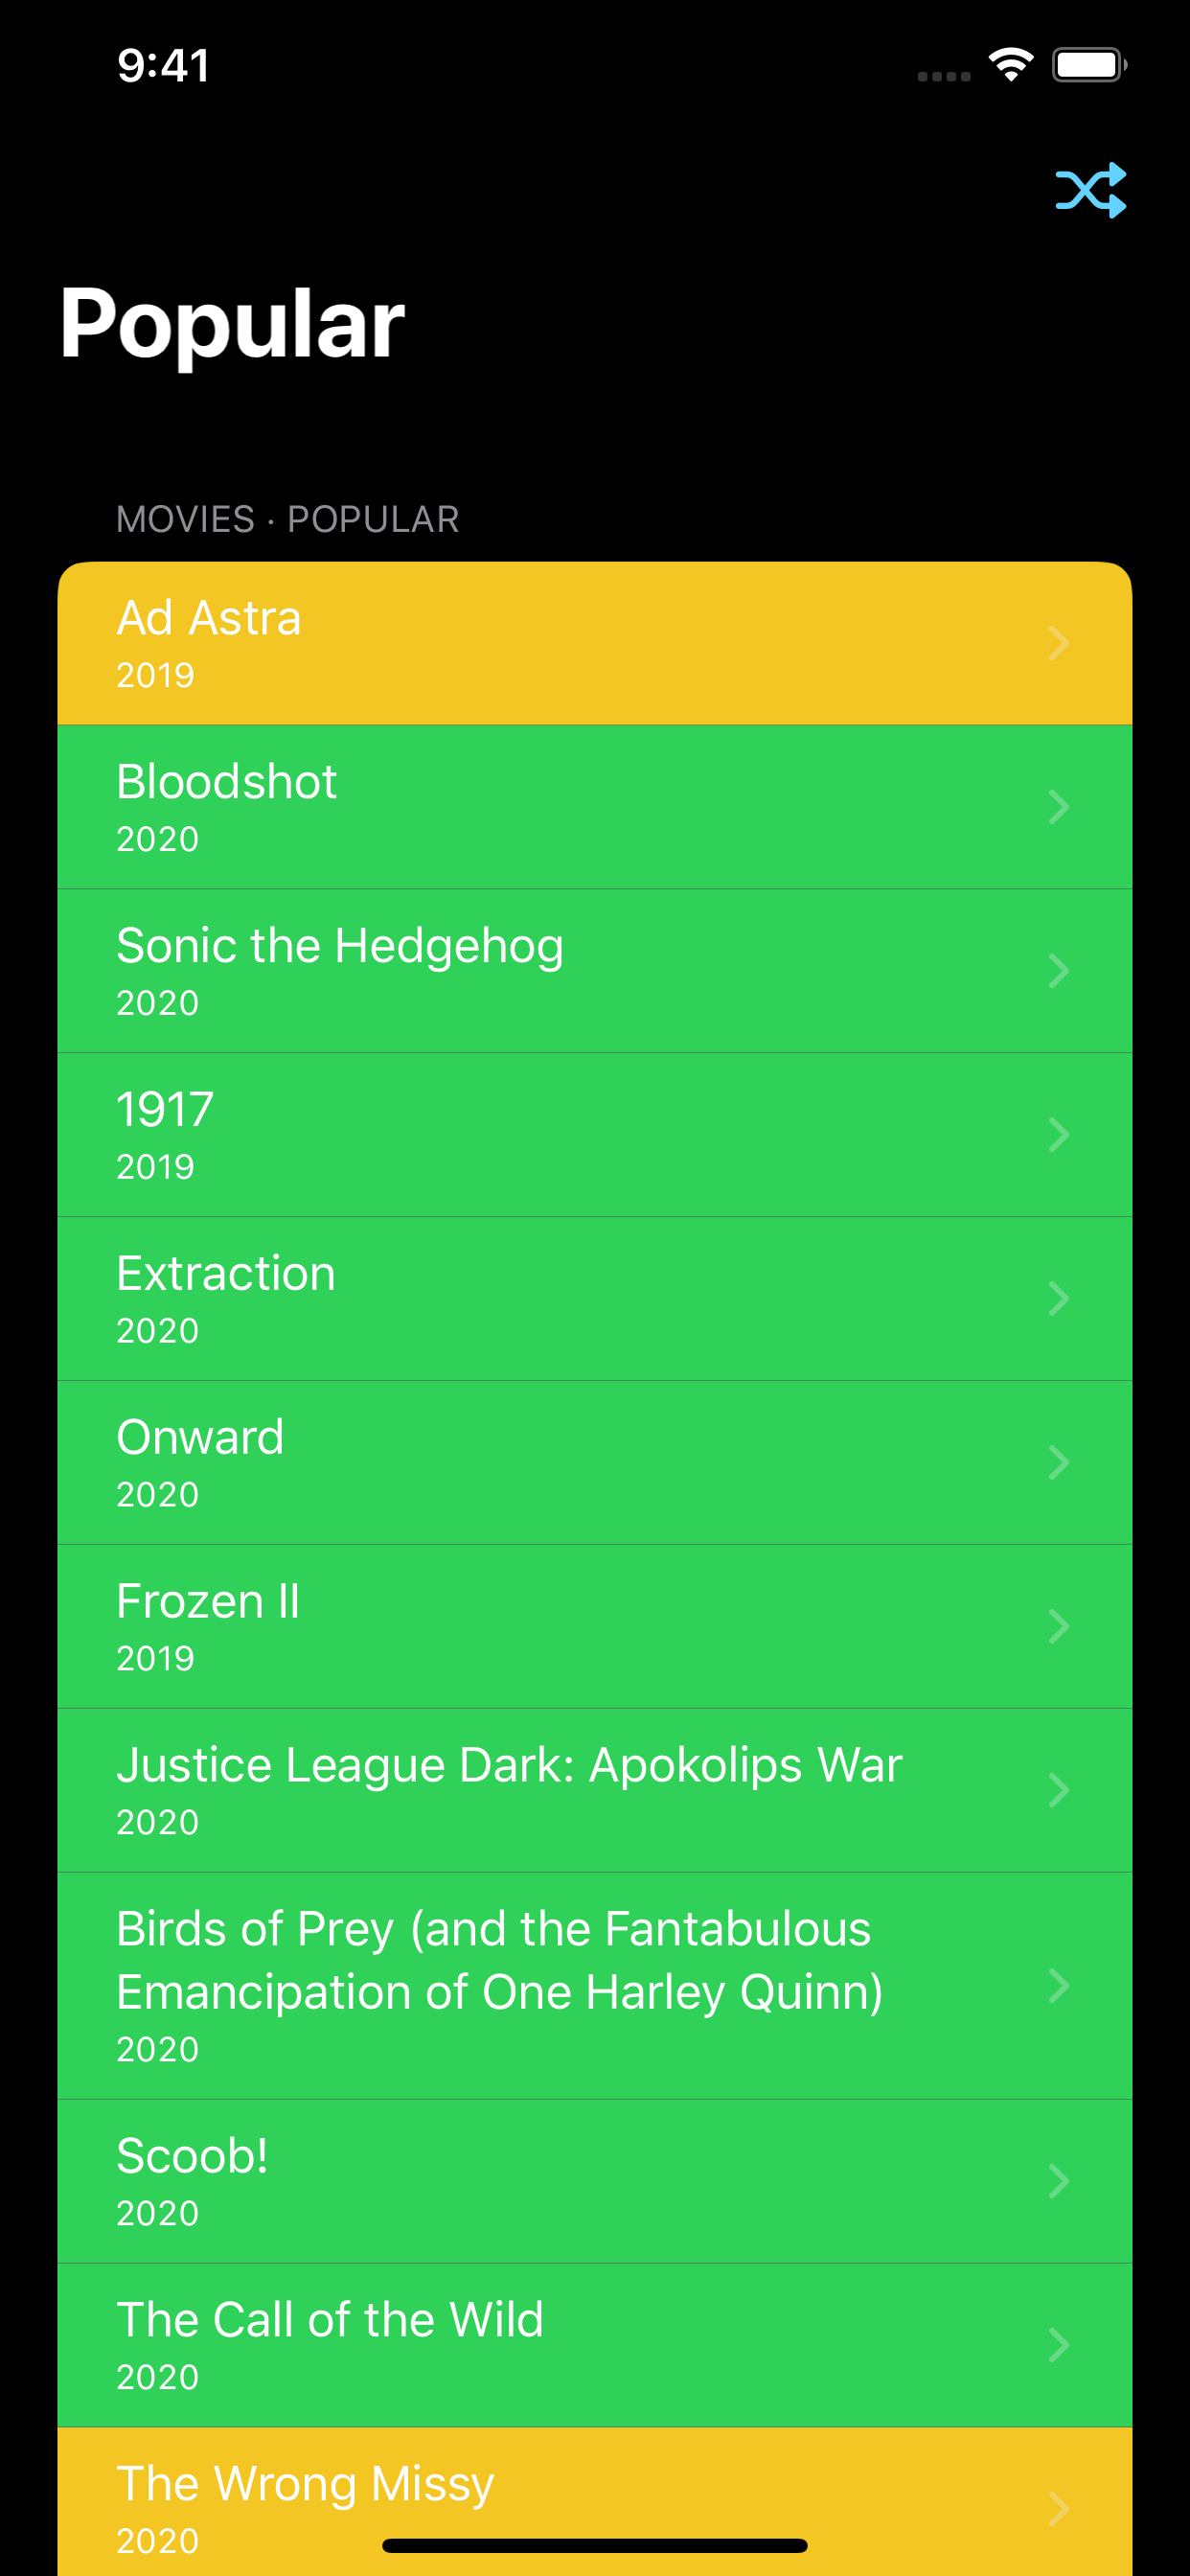 9:41
Popular
MOVIES · POPULAR
Ad Astra
2019
Bloodshot
2020
Sonic the Hedgehog
2020
1917
2019
Extraction
2020
Onward
2020
Frozen II
2019
Justice League Dark: Apokolips War
2020
Birds of Prey (and the Fantabulous
Emancipation of One Harley Quinn)
2020
Scoob!
2020
The Call of the Wild
2020
The Wrong Missy
2020